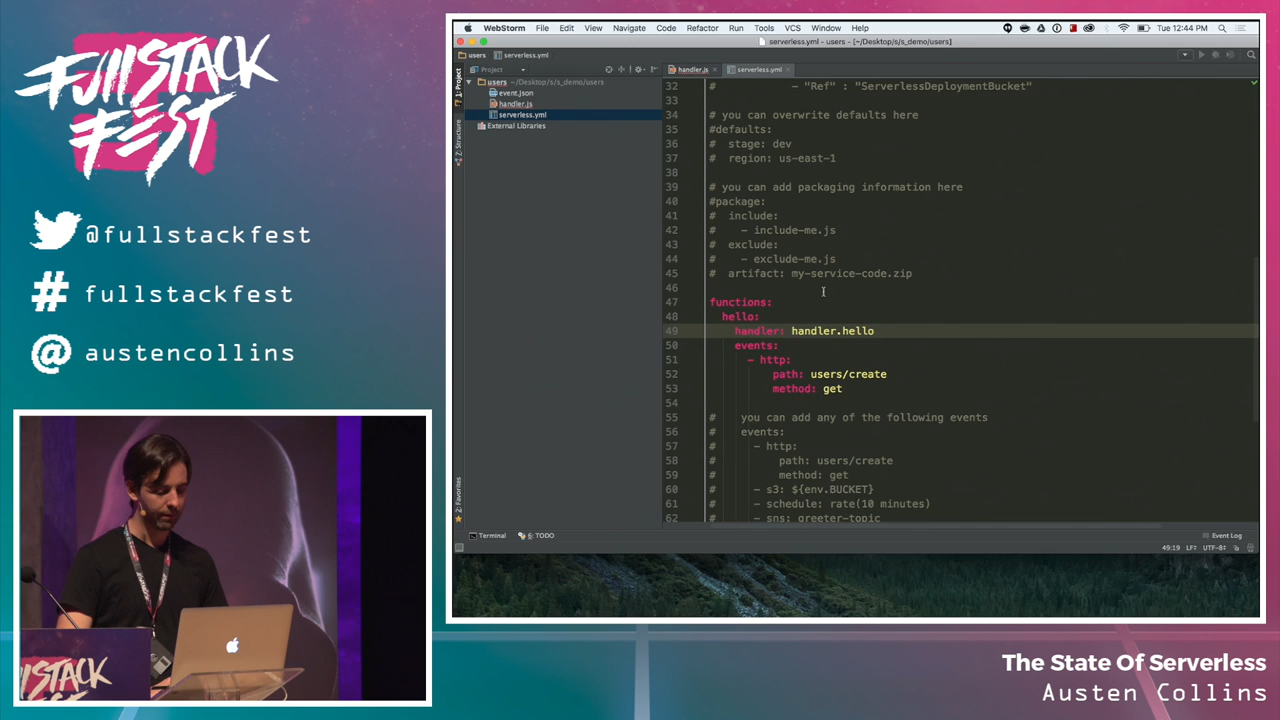 FullStack
FEST
@fullstackfest
# fullstackfest
@ austencollins
WebStorm File Edit View Navigate Code Refactor Run Tools VCS Window Help
Tue 12:44 PM
serverless.yml - users - [~/Desktop/s/s_demo/users]
users serverless.yml
Project
handler.js serverless.yml
users ~/Desktop/s/s_demo/users
event.json
handler.js
serverless.yml
External Libraries
1: Project
7: Structure
2: Favorites
32 # - "Ref" : "ServerlessDeploymentBucket"
33
34 # you can overwrite defaults here
35 #defaults:
36 # stage: dev
37 # region: us-east-1
38
39 # you can add packaging information here
40 #package:
41 # include:
42 # - include-me.js
43 # exclude:
44 # - exclude-me.js
45 # artifact: my-service-code.zip
46
47 functions:
48 hello:
49 handler: handler.hello
50 events:
51 - http:
52 path: users/create
53 method: get
54
55 # you can add any of the following events
56 # events:
57 # - http:
58 # path: users/create
59 # method: get
60 # - s3: ${env.BUCKET}
61 # - schedule: rate(10 minutes)
62 # - sns: greeter-topic
Terminal 6: TODO Event Log
49:19 LF÷ UTF-8÷
LLSTACK
FEST
The State Of Serverless
Austen Collins